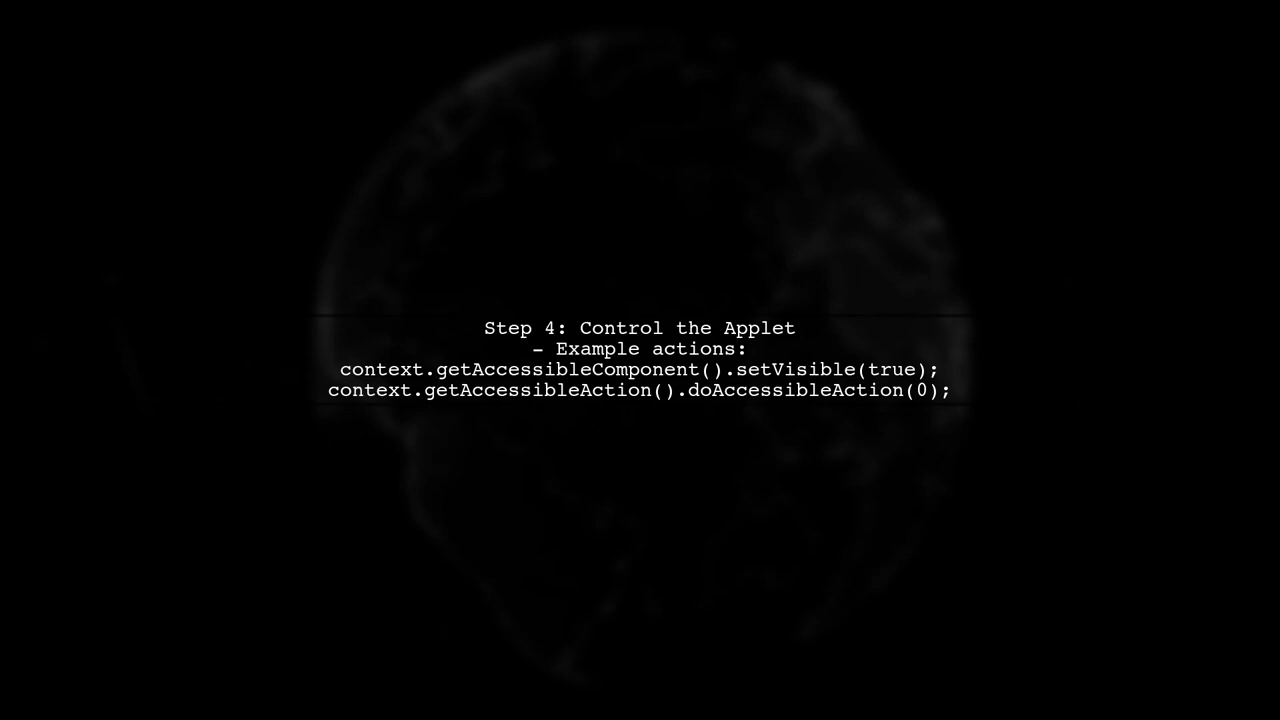 Step 4: Control the Applet
- Example actions:
context.getAccessibleComponent().setVisible(true);
context.getAccessibleAction().doAccessibleAction(0);